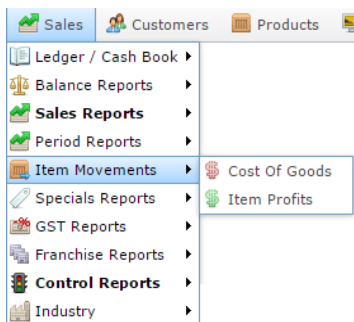 Sales Customers Products
Ledger / Cash Book
Balance Reports
Sales Reports
Period Reports
Item Movements Cost Of Goods
Specials Reports Item Profits
GST Reports
Franchise Reports
Control Reports
Industry